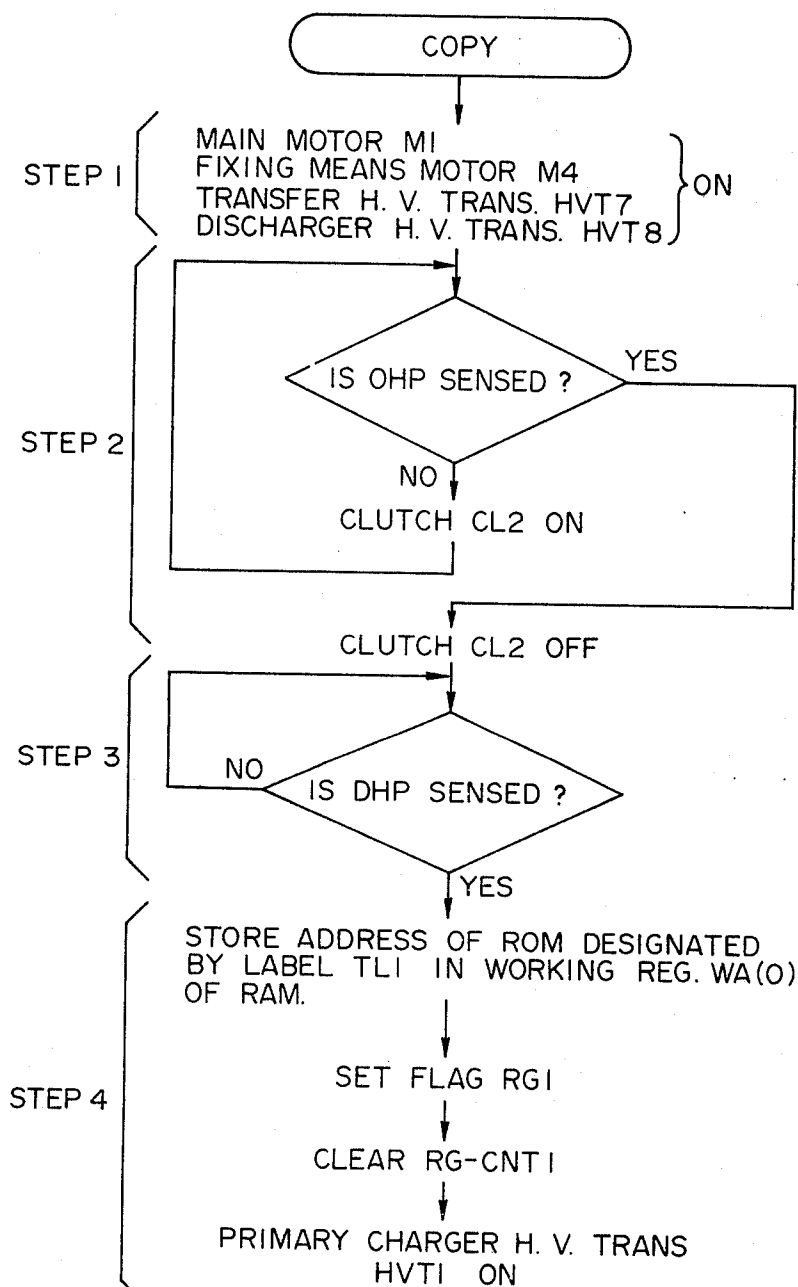 COPY
STEP 1
MAIN MOTOR M1
FIXING MEANS MOTOR M4
TRANSFER H. V. TRANS. HVT7
DISCHARGER H. V. TRANS. HVT8
ON
STEP 2
IS OHP SENSED ?
YES
NO
CLUTCH CL2 ON
CLUTCH CL2 OFF
STEP 3
NO
IS DHP SENSED ?
YES
STEP 4
STORE ADDRESS OF ROM DESIGNATED
BY LABEL TL1 IN WORKING REG. WA(0)
OF RAM.
SET FLAG RG1
CLEAR RG-CNT1
PRIMARY CHARGER H. V. TRANS
HVT1 ON